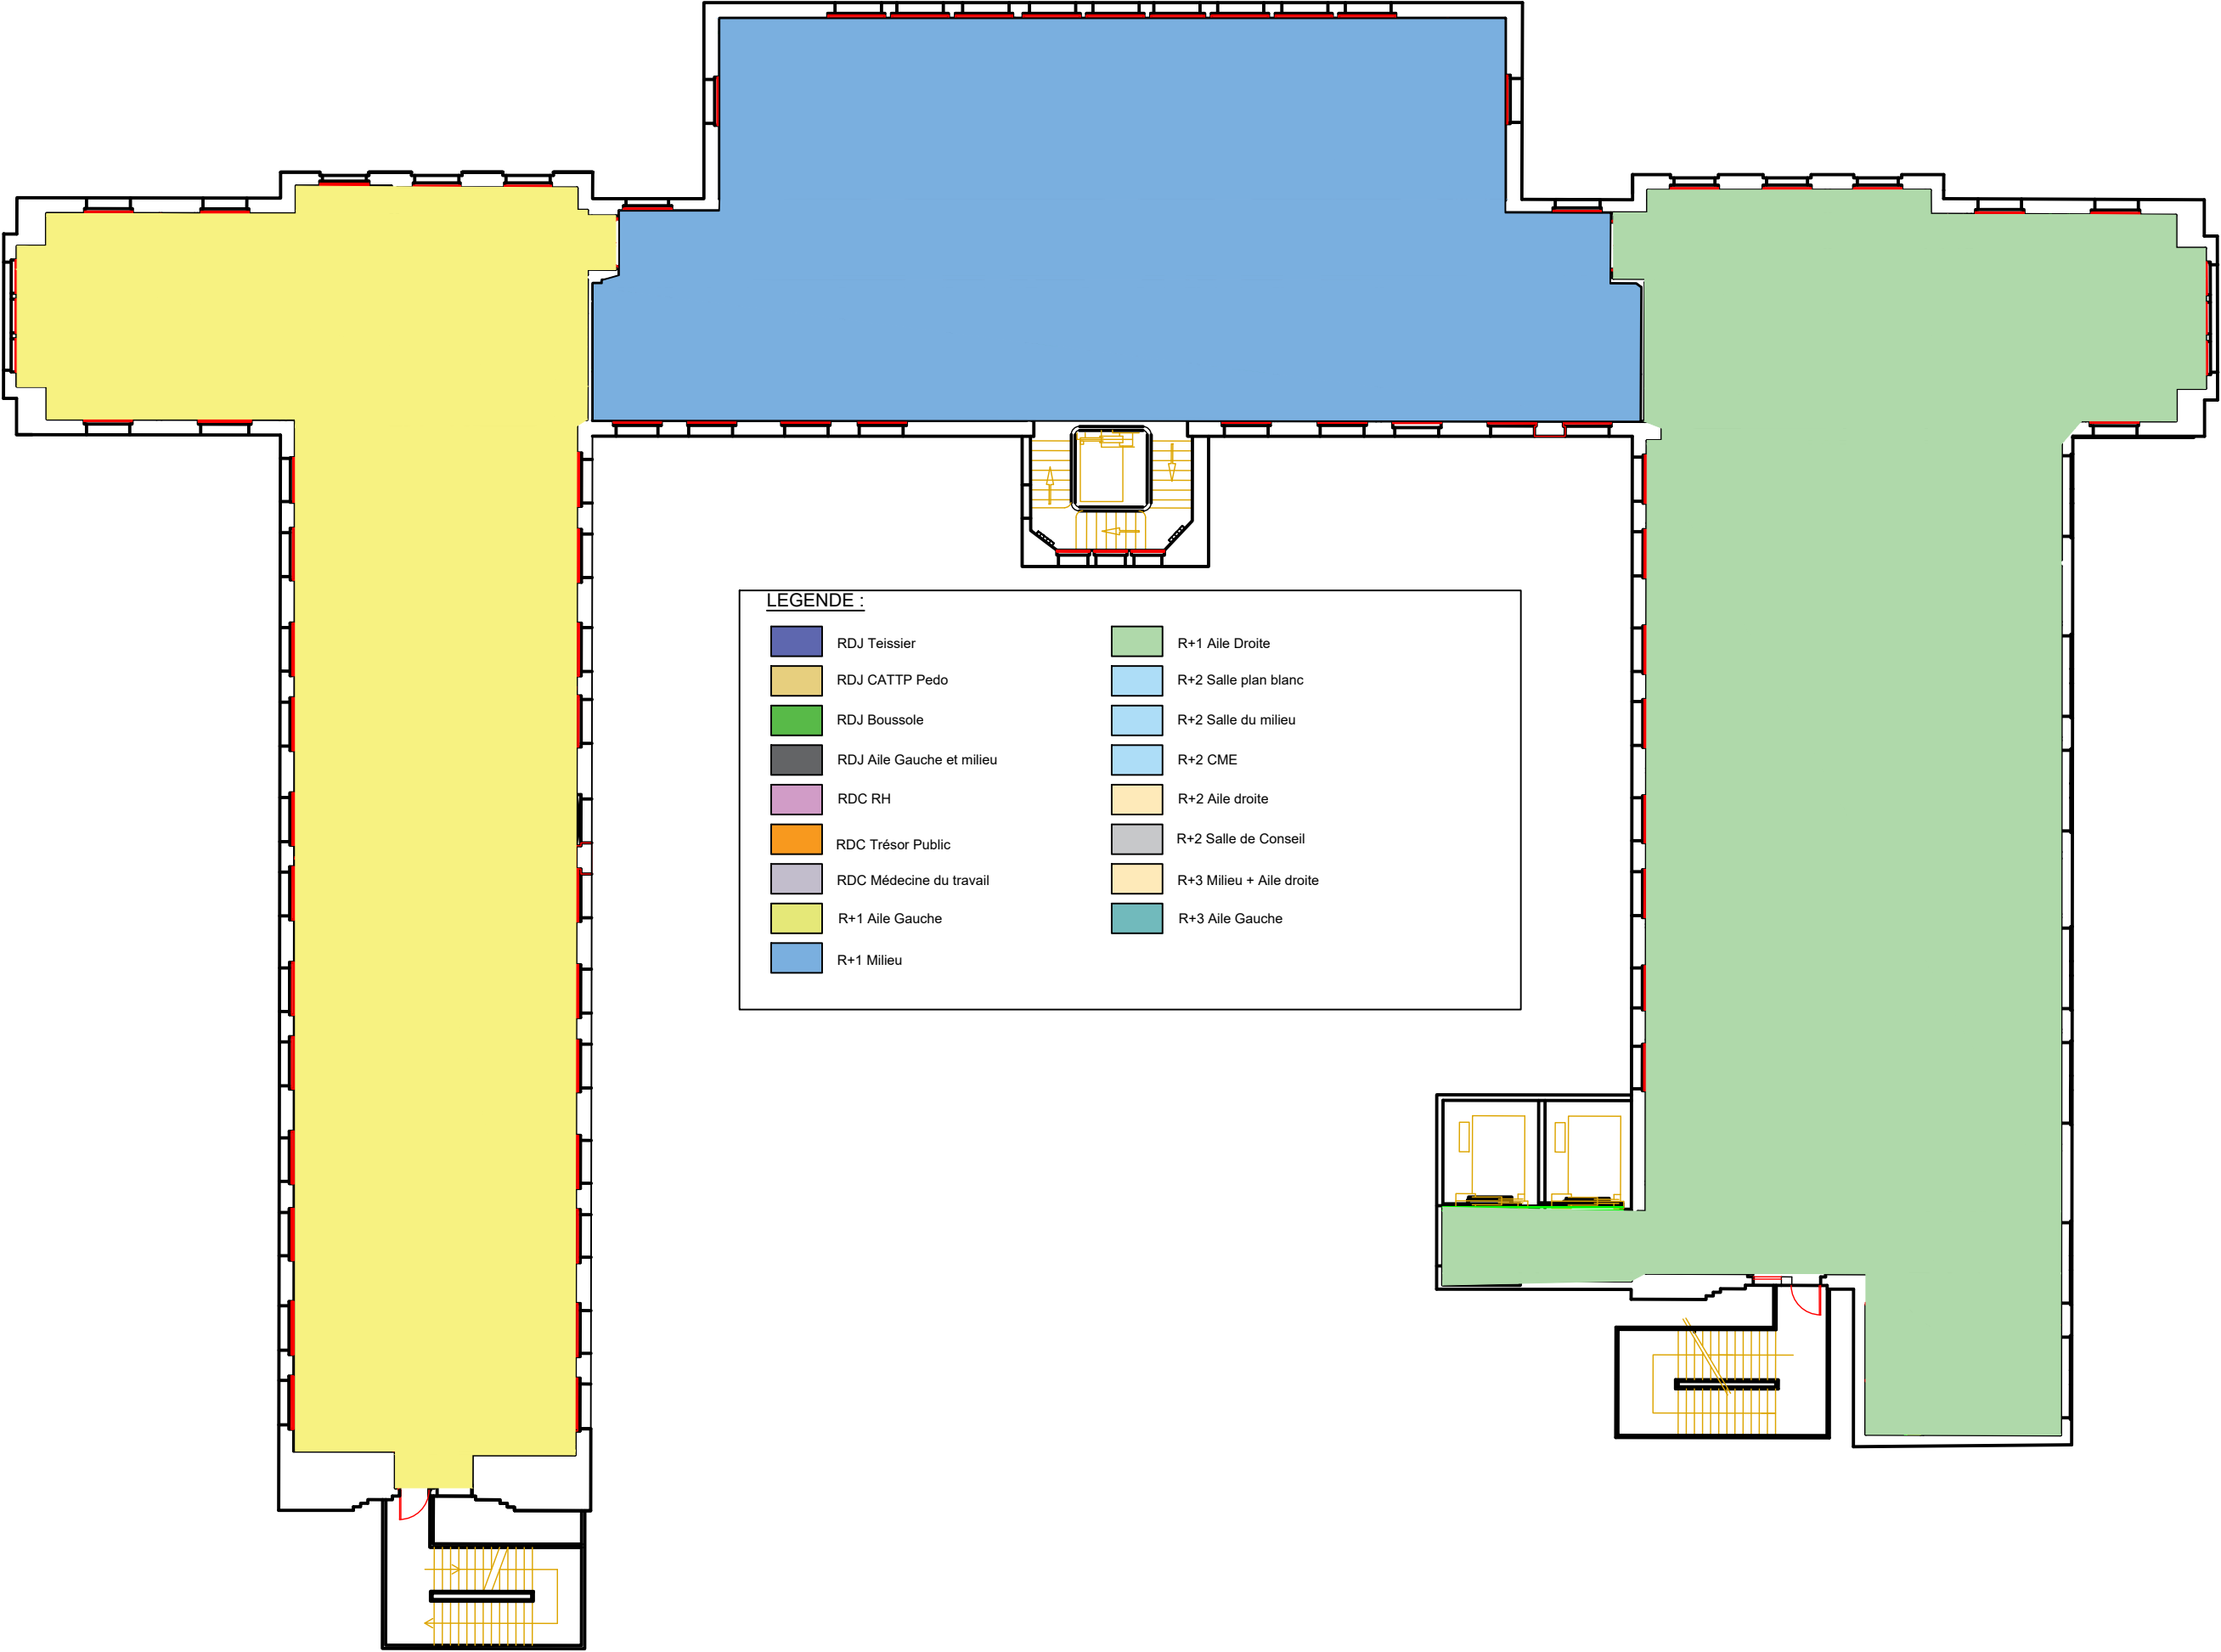 LEGENDE :
RDJ Teissier
RDJ CATTP Pedo
RDJ Boussole
RDJ Aile Gauche et milieu
RDC RH
RDC Trésor Public
RDC Médecine du travail
R+1 Aile Gauche
R+1 Milieu
R+1 Aile Droite
R+2 Salle plan blanc
R+2 Salle du milieu
R+2 CME
R+2 Aile droite
R+2 Salle de Conseil
R+3 Milieu + Aile droite
R+3 Aile Gauche